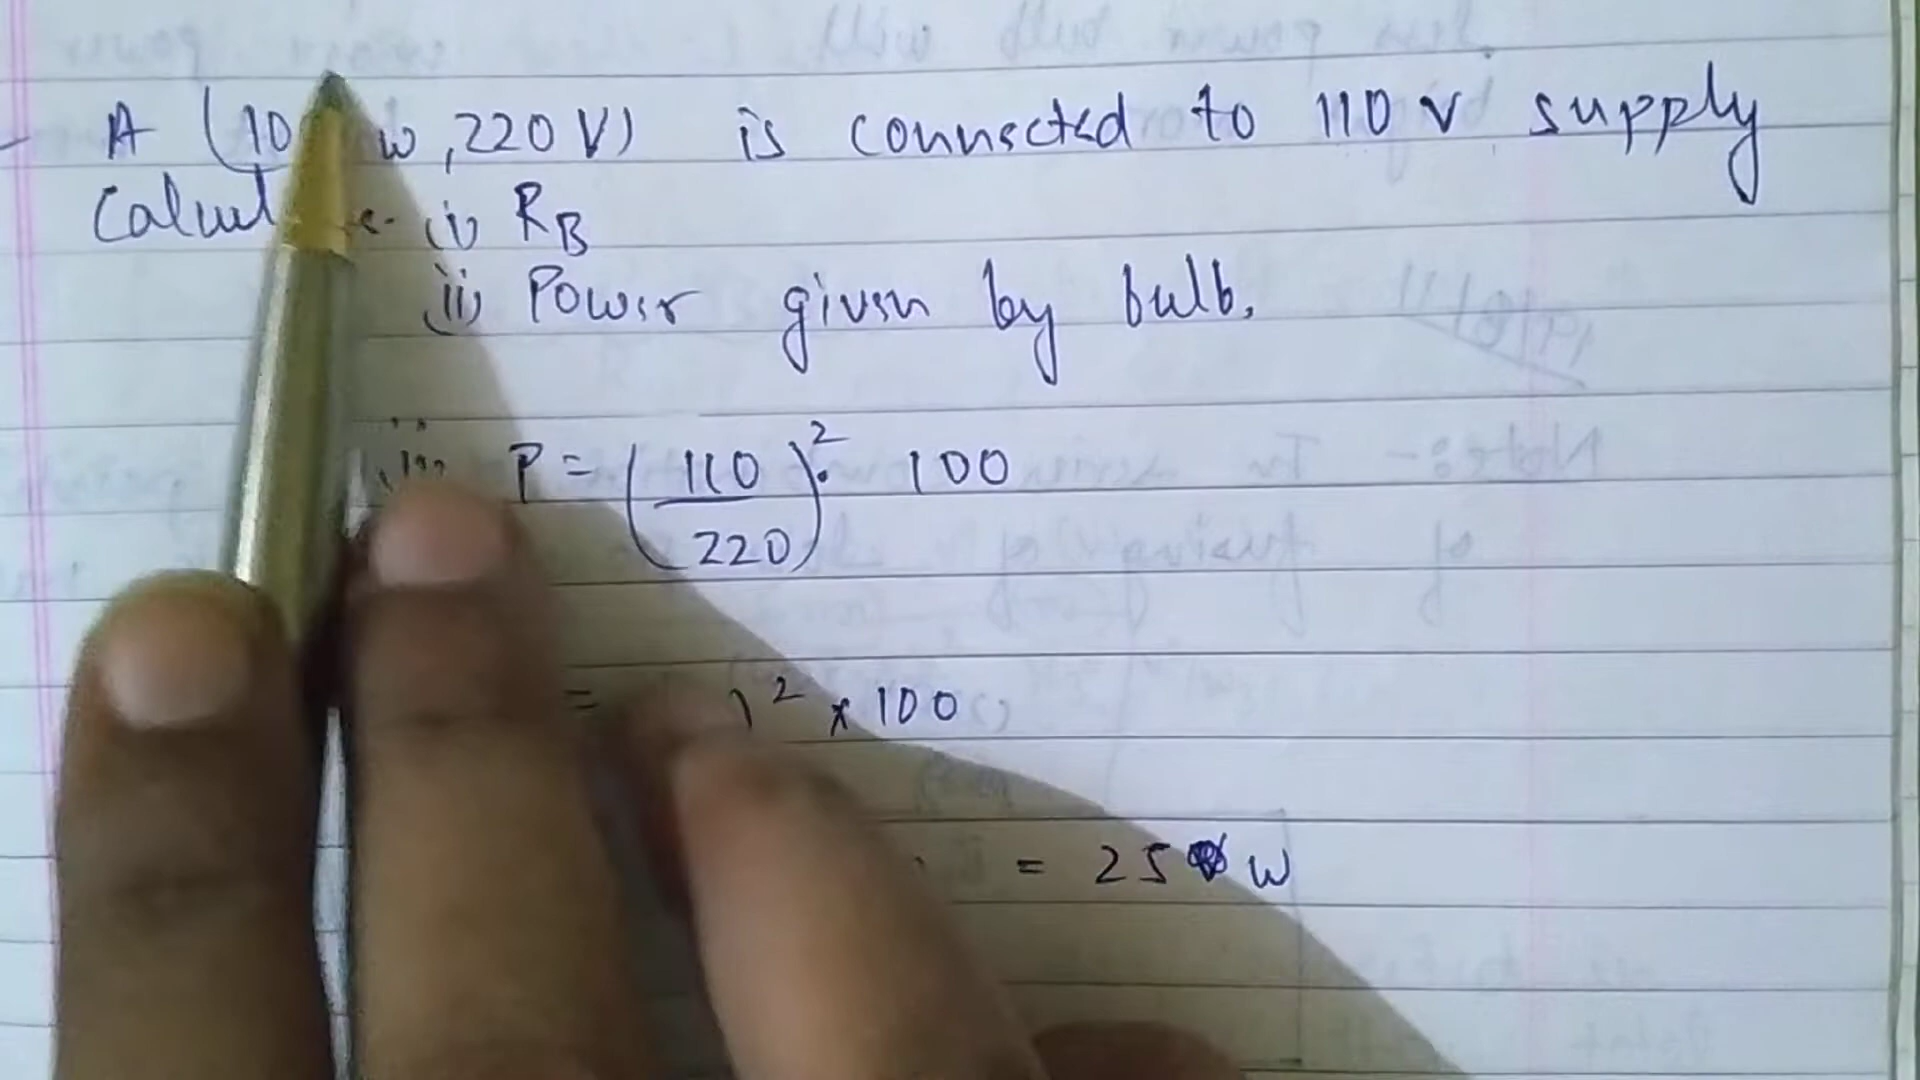 A (10 w, 220 V) is connected to 110 v supply
Calcul e. (i) RB
(ii) Power given by bulb.
P = (110/220)² 100
= )² x 100
= 25 w